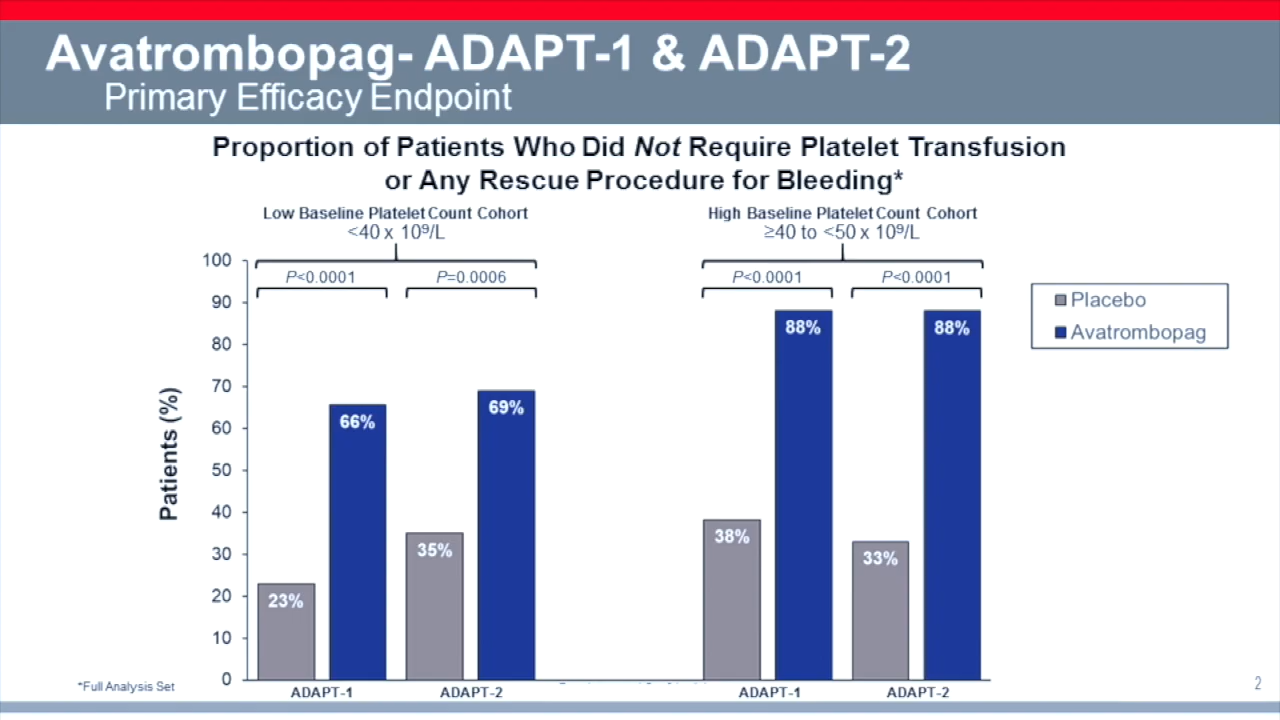 Avatrombopag- ADAPT-1 & ADAPT-2
Primary Efficacy Endpoint
Proportion of Patients Who Did Not Require Platelet Transfusion
or Any Rescue Procedure for Bleeding*
Low Baseline Platelet Count Cohort
<40 x 10⁹/L
High Baseline Platelet Count Cohort
≥40 to <50 x 10⁹/L
P<0.0001
P=0.0006
P<0.0001
P<0.0001
Placebo
Avatrombopag
Patients (%)
100
90
80
70
60
50
40
30
20
10
0
23%
66%
35%
69%
38%
88%
33%
88%
ADAPT-1
ADAPT-2
ADAPT-1
ADAPT-2
*Full Analysis Set
2